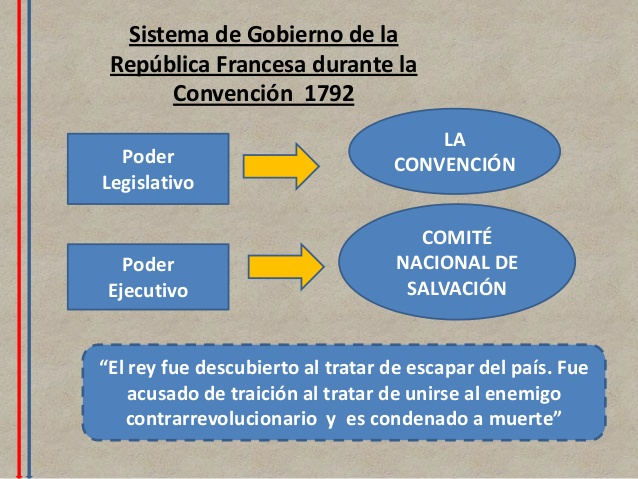 Sistema de Gobierno de la
República Francesa durante la
Convención 1792
Poder
Legislativo
LA
CONVENCIÓN
Poder
Ejecutivo
COMITÉ
NACIONAL DE
SALVACIÓN
“El rey fue descubierto al tratar de escapar del país. Fue
acusado de traición al tratar de unirse al enemigo
contrarrevolucionario y es condenado a muerte”